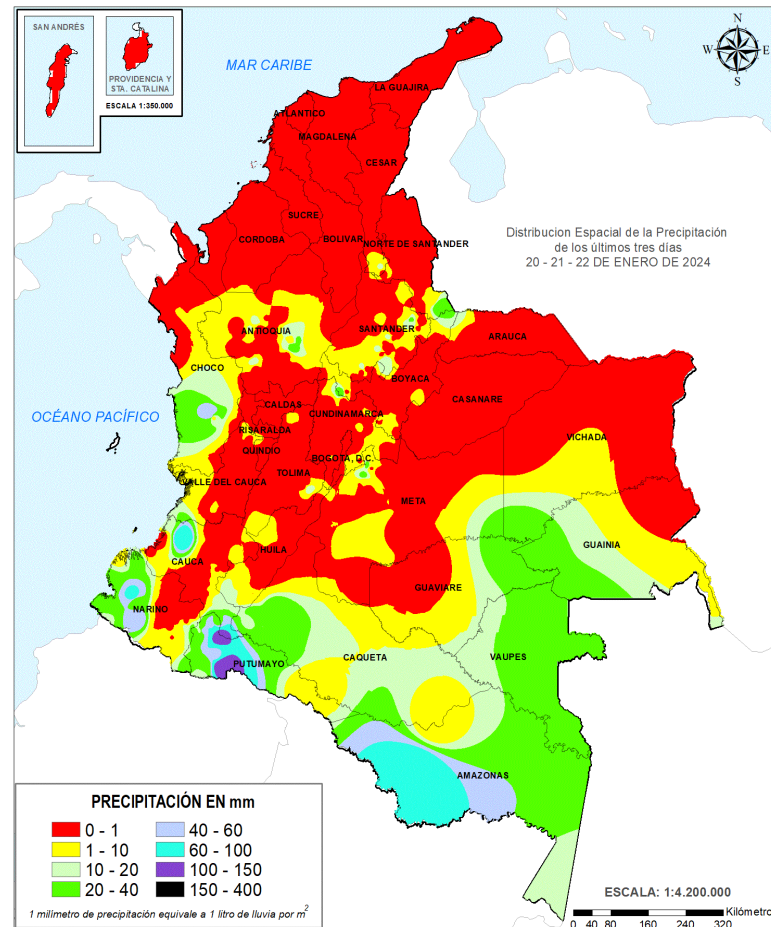 SAN ANDRÉS
PROVIDENCIA Y
STA. CATALINA
ESCALA 1:350.000
N
W
E
S
MAR CARIBE
LA GUAJIRA
ATLANTICO
MAGDALENA
CESAR
SUCRE
CORDOBA
BOLIVAR
NORTE DE SANTANDER
Distribucion Espacial de la Precipitación
de los últimos tres días
20 - 21 - 22 DE ENERO DE 2024
ANTIOQUIA
SANTANDER
ARAUCA
CHOCO
BOYACA
CASANARE
OCÉANO PACÍFICO
CALDAS
CUNDINAMARCA
RISARALDA
VICHADA
QUINDIO
BOGOTA, D.C.
TOLIMA
VALLE DEL CAUCA
META
GUAINIA
HUILA
CAUCA
GUAVIARE
NARIÑO
PUTUMAYO
CAQUETA
VAUPES
AMAZONAS
PRECIPITACIÓN EN mm
0 - 1
40 - 60
1 - 10
60 - 100
10 - 20
100 - 150
20 - 40
150 - 400
1 milímetro de precipitación equivale a 1 litro de lluvia por m²
ESCALA: 1:4.200.000
Kilómetro
0 40 80 160 240 320